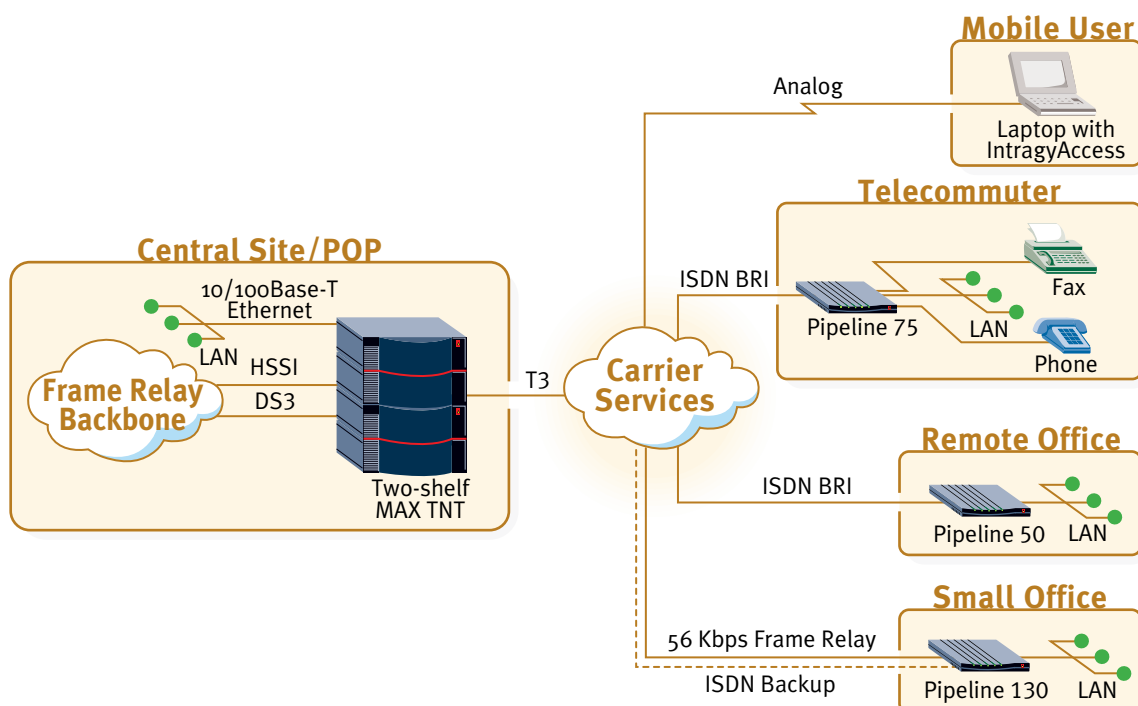 Mobile User
Analog
Laptop with
IntragyAccess
Telecommuter
ISDN BRI
Fax
Pipeline 75
LAN
Phone
Central Site/POP
10/100Base-T
Ethernet
LAN
HSSI
Frame Relay
Backbone
DS3
Two-shelf
MAX TNT
T3
Carrier
Services
Remote Office
ISDN BRI
Pipeline 50
LAN
Small Office
56 Kbps Frame Relay
ISDN Backup
Pipeline 130
LAN